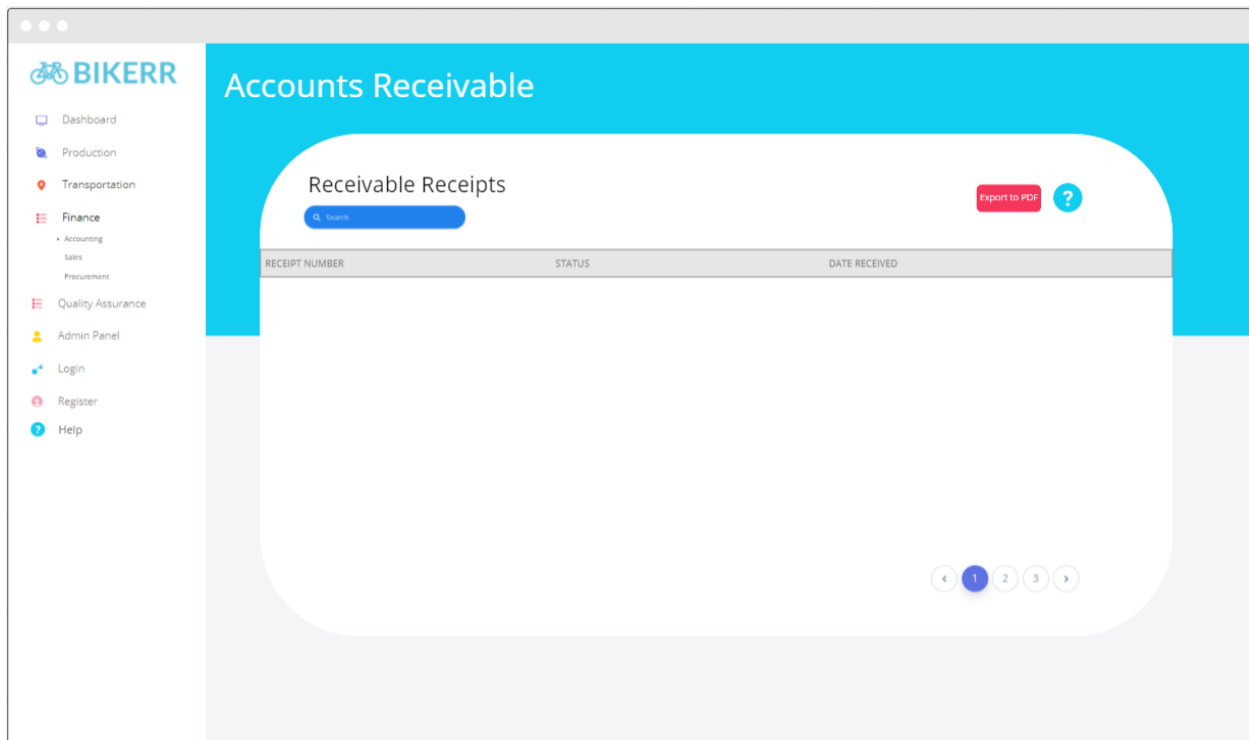 BIKERR
Dashboard
Production
Transportation
Finance
Accounting
Sales
Procurement
Quality Assurance
Admin Panel
Login
Register
? Help
Accounts Receivable
Receivable Receipts
Search
Export to PDF ?
RECEIPT NUMBER STATUS DATE RECEIVED
‹ 1 2 3 ›